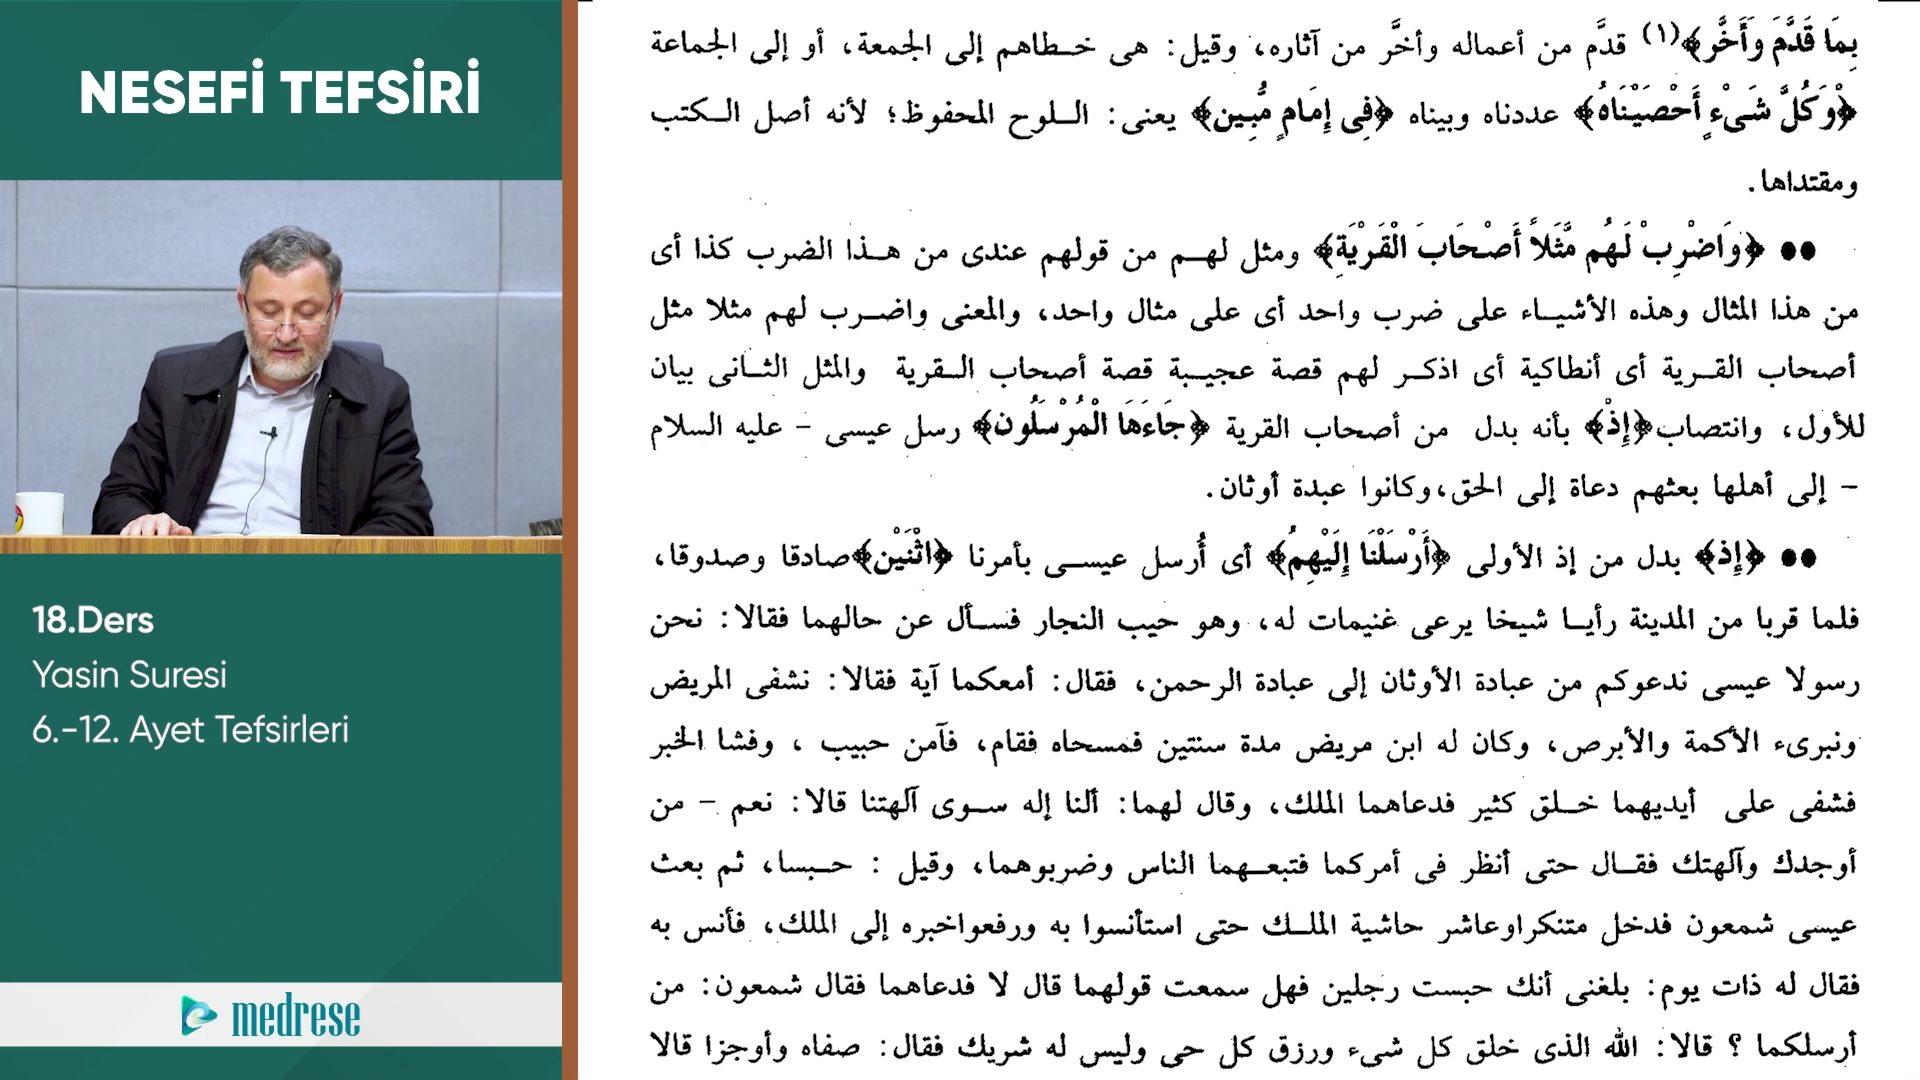 NESEFİ TEFSİRİ
18.Ders
Yasin Suresi
6.-12. Ayet Tefsirleri
medrese
بِمَا قَدَّمَ وَأَخَّر﴾(١) قدَّم من أعماله وأخَّر من آثاره، وقيل: هى خطاهم إلى الجمعة، أو إلى الجماعة
﴿وَكُلَّ شَىْءٍ أَحْصَيْنَاهُ﴾ عددناه وبيناه ﴿فِى إِمَامٍ مُّبِين﴾ يعنى: اللوح المحفوظ؛ لأنه أصل الكتب
ومقتداها.
●● ﴿وَاضْرِبْ لَهُم مَّثَلاً أَصْحَابَ الْقَرْيَةِ﴾ ومثل لهم من قولهم عندى من هذا الضرب كذا أى
من هذا المثال وهذه الأشياء على ضرب واحد أى على مثال واحد، والمعنى واضرب لهم مثلا مثل
أصحاب القرية أى أنطاكية أى اذكر لهم قصة عجيبة قصة أصحاب القرية والمثل الثانى بيان
للأول، وانتصاب ﴿إِذْ﴾ بأنه بدل من أصحاب القرية ﴿جَاءَهَا الْمُرْسَلُون﴾ رسل عيسى – عليه السلام
– إلى أهلها بعثهم دعاة إلى الحق، وكانوا عبدة أوثان.
●● ﴿إِذ﴾ بدل من إذ الأولى ﴿أَرْسَلْنَا إِلَيْهِمُ﴾ أى أُرسل عيسى بأمرنا ﴿اثْنَيْن﴾ صادقا وصدوقا،
فلما قربا من المدينة رأيا شيخا يرعى غنيمات له، وهو حيب النجار فسأل عن حالهما فقالا: نحن
رسولا عيسى ندعوكم من عبادة الأوثان إلى عبادة الرحمن، فقال: أمعكما آية فقالا: نشفى المريض
ونبرىء الأكمة والأبرص، وكان له ابن مريض مدة سنتين فمسحاه فقام، فآمن حبيب ، وفشا الخبر
فشفى على أيديهما خلق كثير فدعاهما الملك، وقال لهما: ألنا إله سوى آلهتنا قالا: نعم – من
أوجدك وآلهتك فقال حتى أنظر فى أمركما فتبعهما الناس وضربوهما، وقيل : حبسا، ثم بعث
عيسى شمعون فدخل متنكراوعاشر حاشية الملك حتى استأنسوا به ورفعواخبره إلى الملك، فأنس به
فقال له ذات يوم: بلغنى أنك حبست رجلين فهل سمعت قولهما قال لا فدعاهما فقال شمعون: من
أرسلكما ؟ قالا: الله الذى خلق كل شىء ورزق كل حى وليس له شريك فقال: صفاه وأوجزا قالا